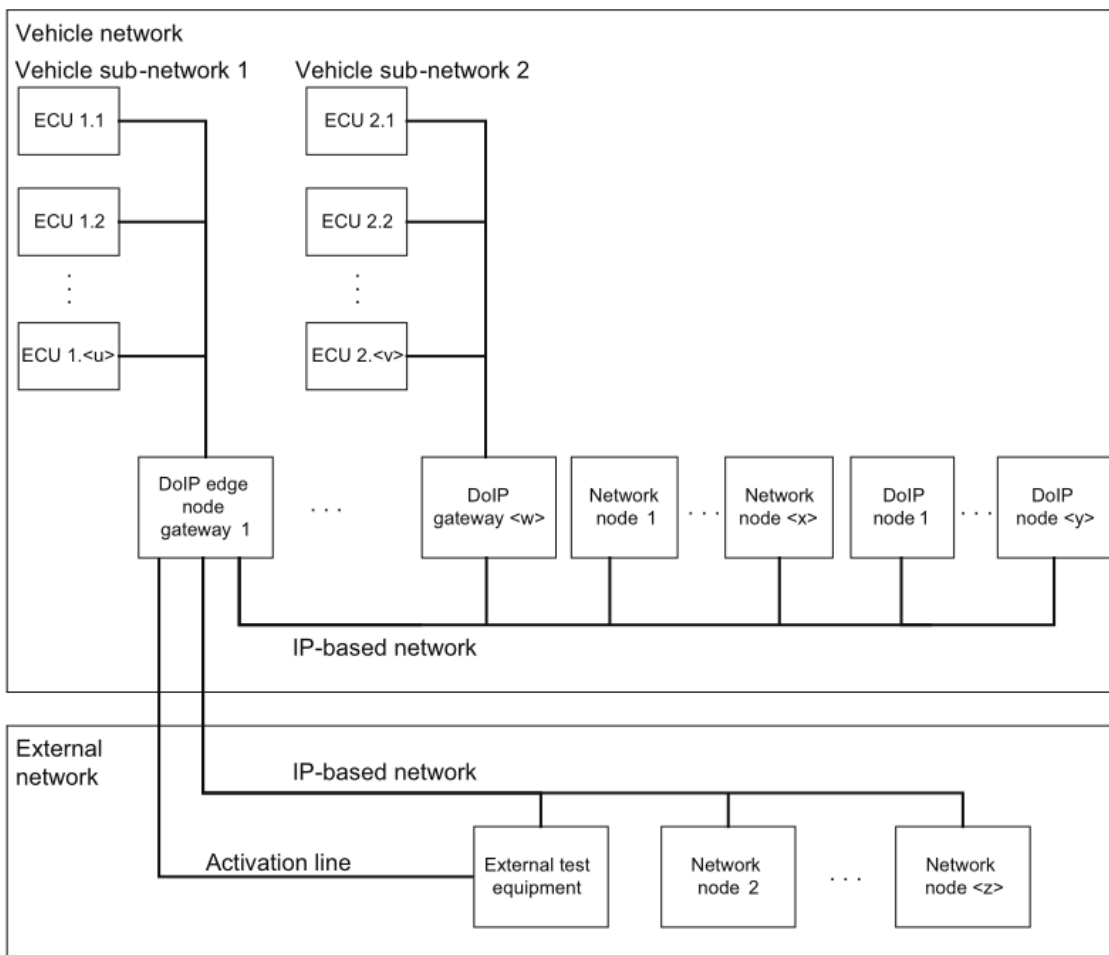 Vehicle network
Vehicle sub-network 1
Vehicle sub-network 2
ECU 1.1
ECU 2.1
ECU 1.2
ECU 2.2
ECU 1.<u>
ECU 2.<v>
DoIP edge
node
gateway 1
. . .
DoIP
gateway <w>
Network
node 1
. . .
Network
node <x>
DoIP
node 1
. . .
DoIP
node <y>
IP-based network
External
network
IP-based network
Activation line
External test
equipment
Network
node 2
. . .
Network
node <z>